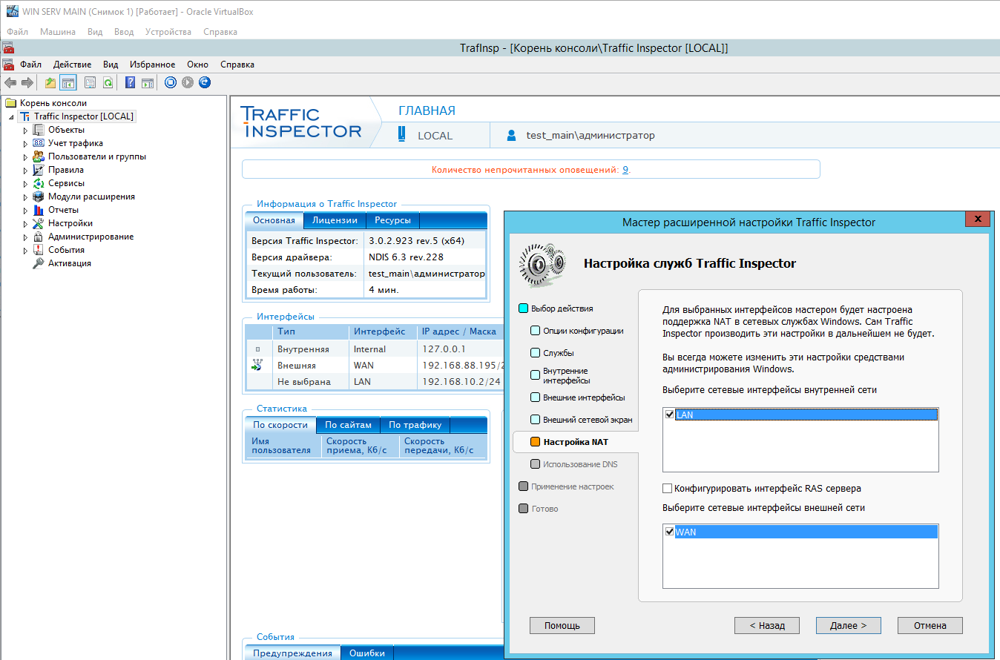 WIN SERV MAIN (Снимок 1) [Работает] - Oracle VirtualBox
Файл Машина Вид Ввод Устройства Справка
TrafInsp - [Корень консоли\Traffic Inspector [LOCAL]]
Файл Действие Вид Избранное Окно Справка
Корень консоли
Traffic Inspector [LOCAL]
Объекты
Учет трафика
Пользователи и группы
Правила
Сервисы
Модули расширения
Отчеты
Настройки
Администрирование
События
Активация
TRAFFIC
INSPECTOR
ГЛАВНАЯ
LOCAL
test_main\администратор
Количество непрочитанных оповещений: 9.
Информация о Traffic Inspector
Основная Лицензии Ресурсы
Версия Traffic Inspector: 3.0.2.923 rev.5 (x64)
Версия драйвера: NDIS 6.3 rev.228
Текущий пользователь: test_main\администратор
Время работы: 4 мин.
Интерфейсы
Тип Интерфейс IP адрес / Маска
Внутренняя Internal 127.0.0.1
Внешняя WAN 192.168.88.195/2
Не выбрана LAN 192.168.10.2/24
Статистика
По скорости По сайтам По трафику
Имя
пользователя
Скорость
приема, Кб/с
Скорость
передачи, Кб/с
События
Предупреждения Ошибки
Мастер расширенной настройки Traffic Inspector
x
Настройка служб Traffic Inspector
Выбор действия
Опции конфигурации
Службы
Внутренние
интерфейсы
Внешние интерфейсы
Внешний сетевой экран
Настройка NAT
Использование DNS
Применение настроек
Готово
Для выбранных интерфейсов мастером будет настроена
поддержка NAT в сетевых службах Windows. Сам Traffic
Inspector производить эти настройки в дальнейшем не будет.
Вы всегда можете изменить эти настройки средствами
администрирования Windows.
Выберите сетевые интерфейсы внутренней сети
LAN
Конфигурировать интерфейс RAS сервера
Выберите сетевые интерфейсы внешней сети
WAN
Помощь < Назад Далее > Отмена